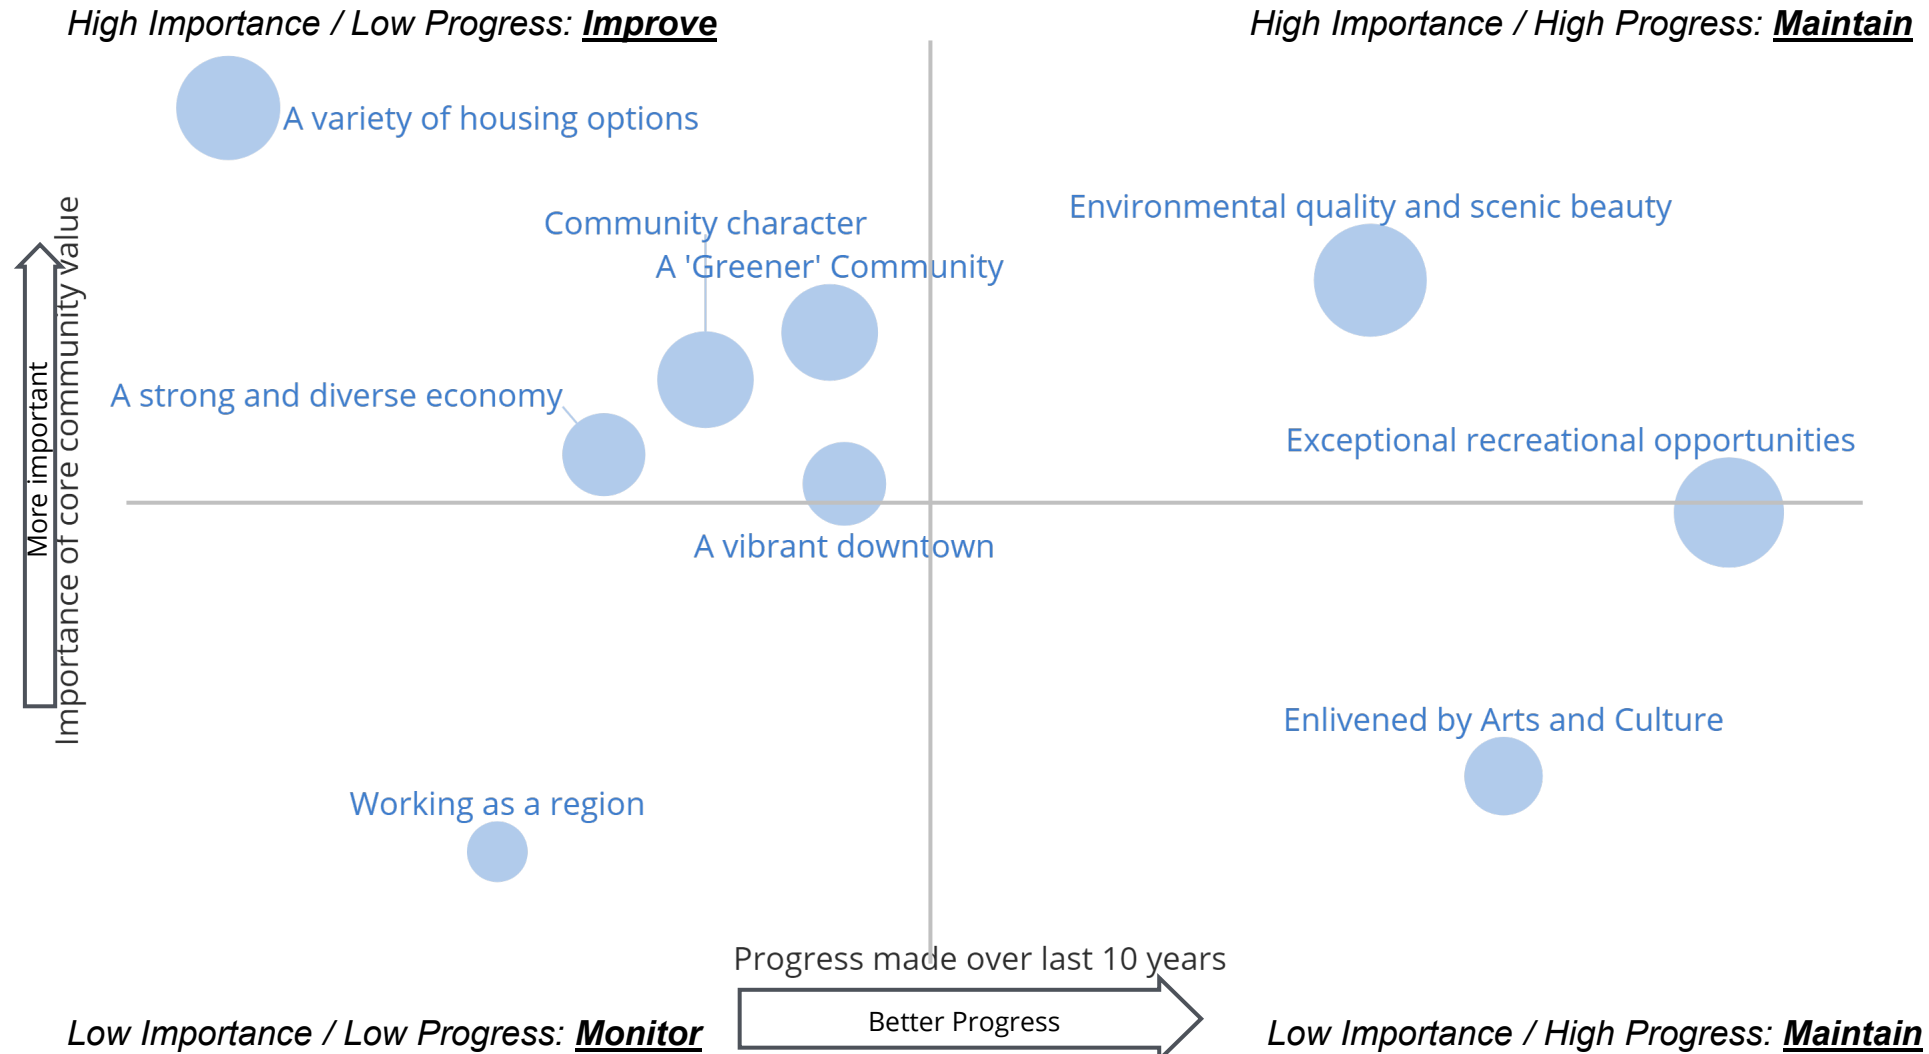 High Importance / Low Progress: Improve
High Importance / High Progress: Maintain
A variety of housing options
Environmental quality and scenic beauty
Community character
A 'Greener' Community
A strong and diverse economy
Exceptional recreational opportunities
A vibrant downtown
More important
Importance of core community value
Enlivened by Arts and Culture
Working as a region
Progress made over last 10 years
Better Progress
Low Importance / Low Progress: Monitor
Low Importance / High Progress: Maintain